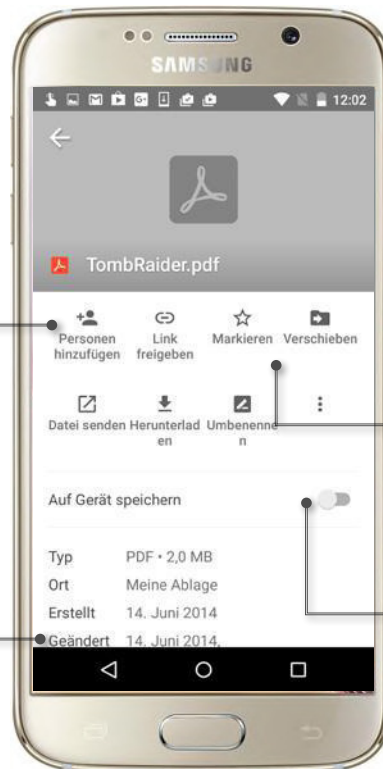 SAMSUNG
12:02
TombRaider.pdf
Personen
hinzufügen
Link
freigeben
Markieren
Verschieben
Datei senden
Herunterlad
en
Umbenenne
n
Auf Gerät speichern
Typ PDF • 2,0 MB
Ort Meine Ablage
Erstellt 14. Juni 2014
Geändert 14. Juni 2014,